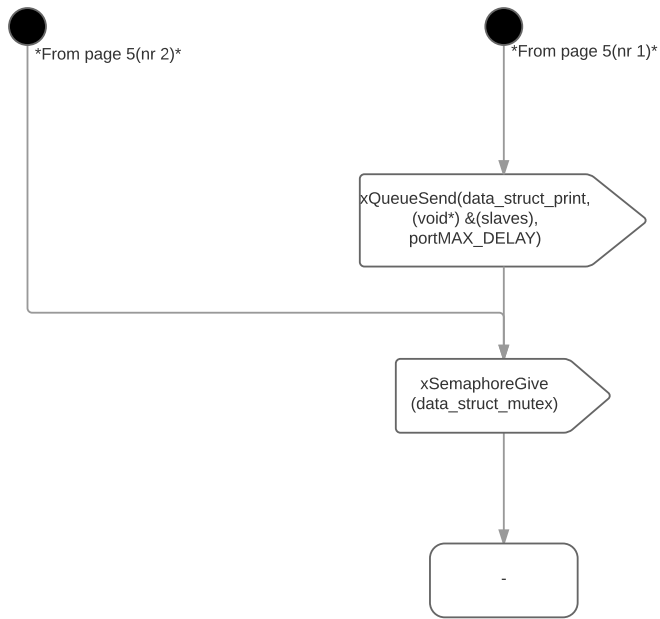 *From page 5(nr 2)*
*From page 5(nr 1)*
xQueueSend(data_struct_print,
(void*) &(slaves),
portMAX_DELAY)
xSemaphoreGive
(data_struct_mutex)
-